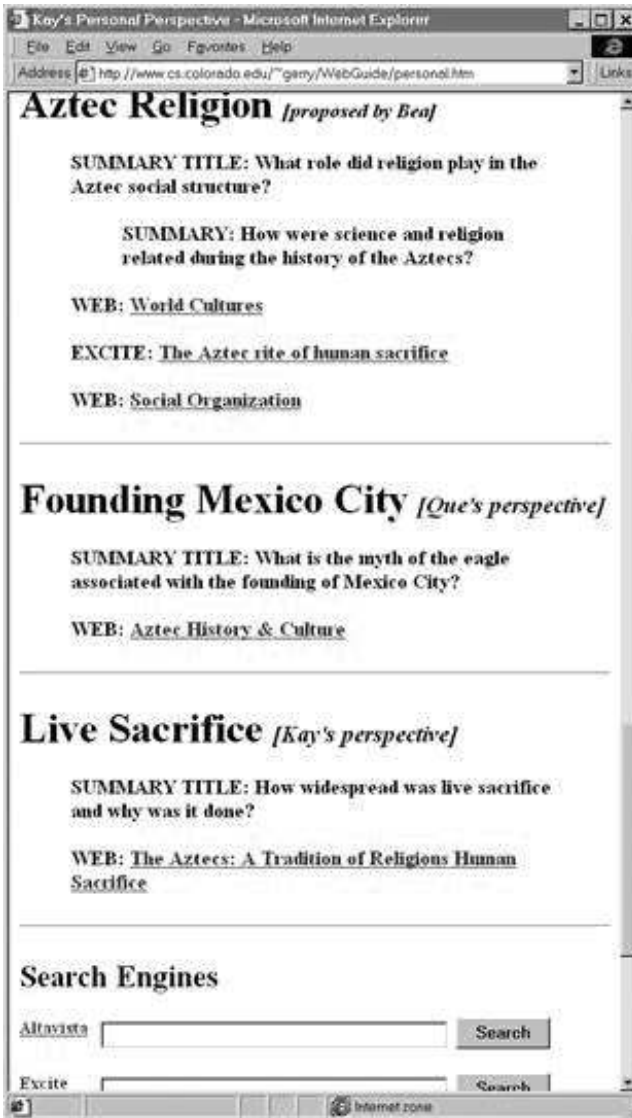 Kay's Personal Perspective - Microsoft Internet Explorer
File Edit View Go Favorites Help
Address http://www.cs.colorado.edu/~gerry/WebGuide/personal.htm Links
Aztec Religion [proposed by Bea]
SUMMARY TITLE: What role did religion play in the
Aztec social structure?
SUMMARY: How were science and religion
related during the history of the Aztecs?
WEB: World Cultures
EXCITE: The Aztec rite of human sacrifice
WEB: Social Organization
Founding Mexico City [Que's perspective]
SUMMARY TITLE: What is the myth of the eagle
associated with the founding of Mexico City?
WEB: Aztec History & Culture
Live Sacrifice [Kay's perspective]
SUMMARY TITLE: How widespread was live sacrifice
and why was it done?
WEB: The Aztecs: A Tradition of Religious Human
Sacrifice
Search Engines
Altavista Search
Excite Search
Internet zone